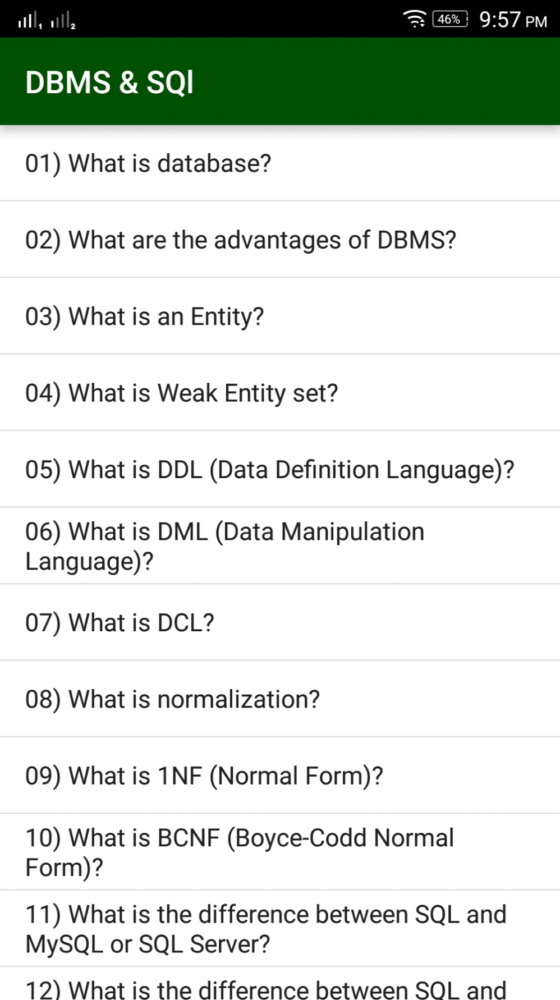 1 2 46% 9:57 PM
DBMS & SQl
01) What is database?
02) What are the advantages of DBMS?
03) What is an Entity?
04) What is Weak Entity set?
05) What is DDL (Data Definition Language)?
06) What is DML (Data Manipulation
Language)?
07) What is DCL?
08) What is normalization?
09) What is 1NF (Normal Form)?
10) What is BCNF (Boyce-Codd Normal
Form)?
11) What is the difference between SQL and
MySQL or SQL Server?
12) What is the difference between SQL and